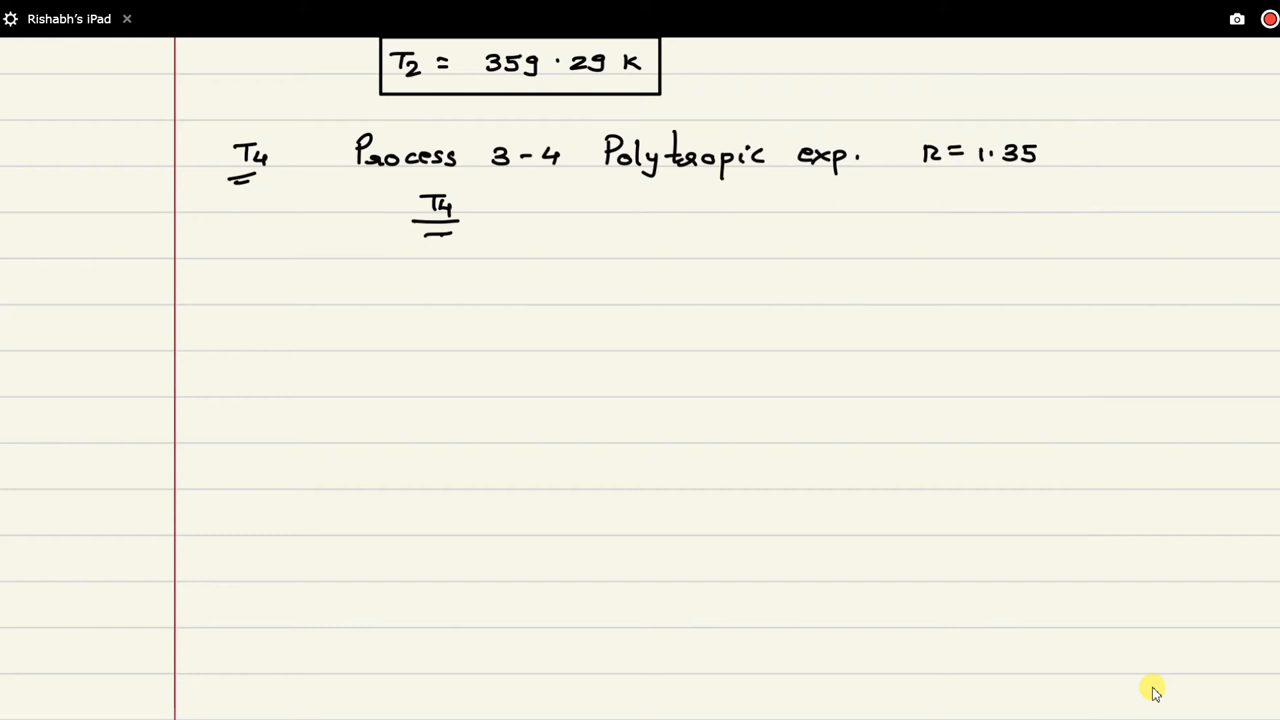 Rishabh's iPad
T2 = 359.29 K
T4 Process 3-4 Polytropic exp. n = 1.35
T4